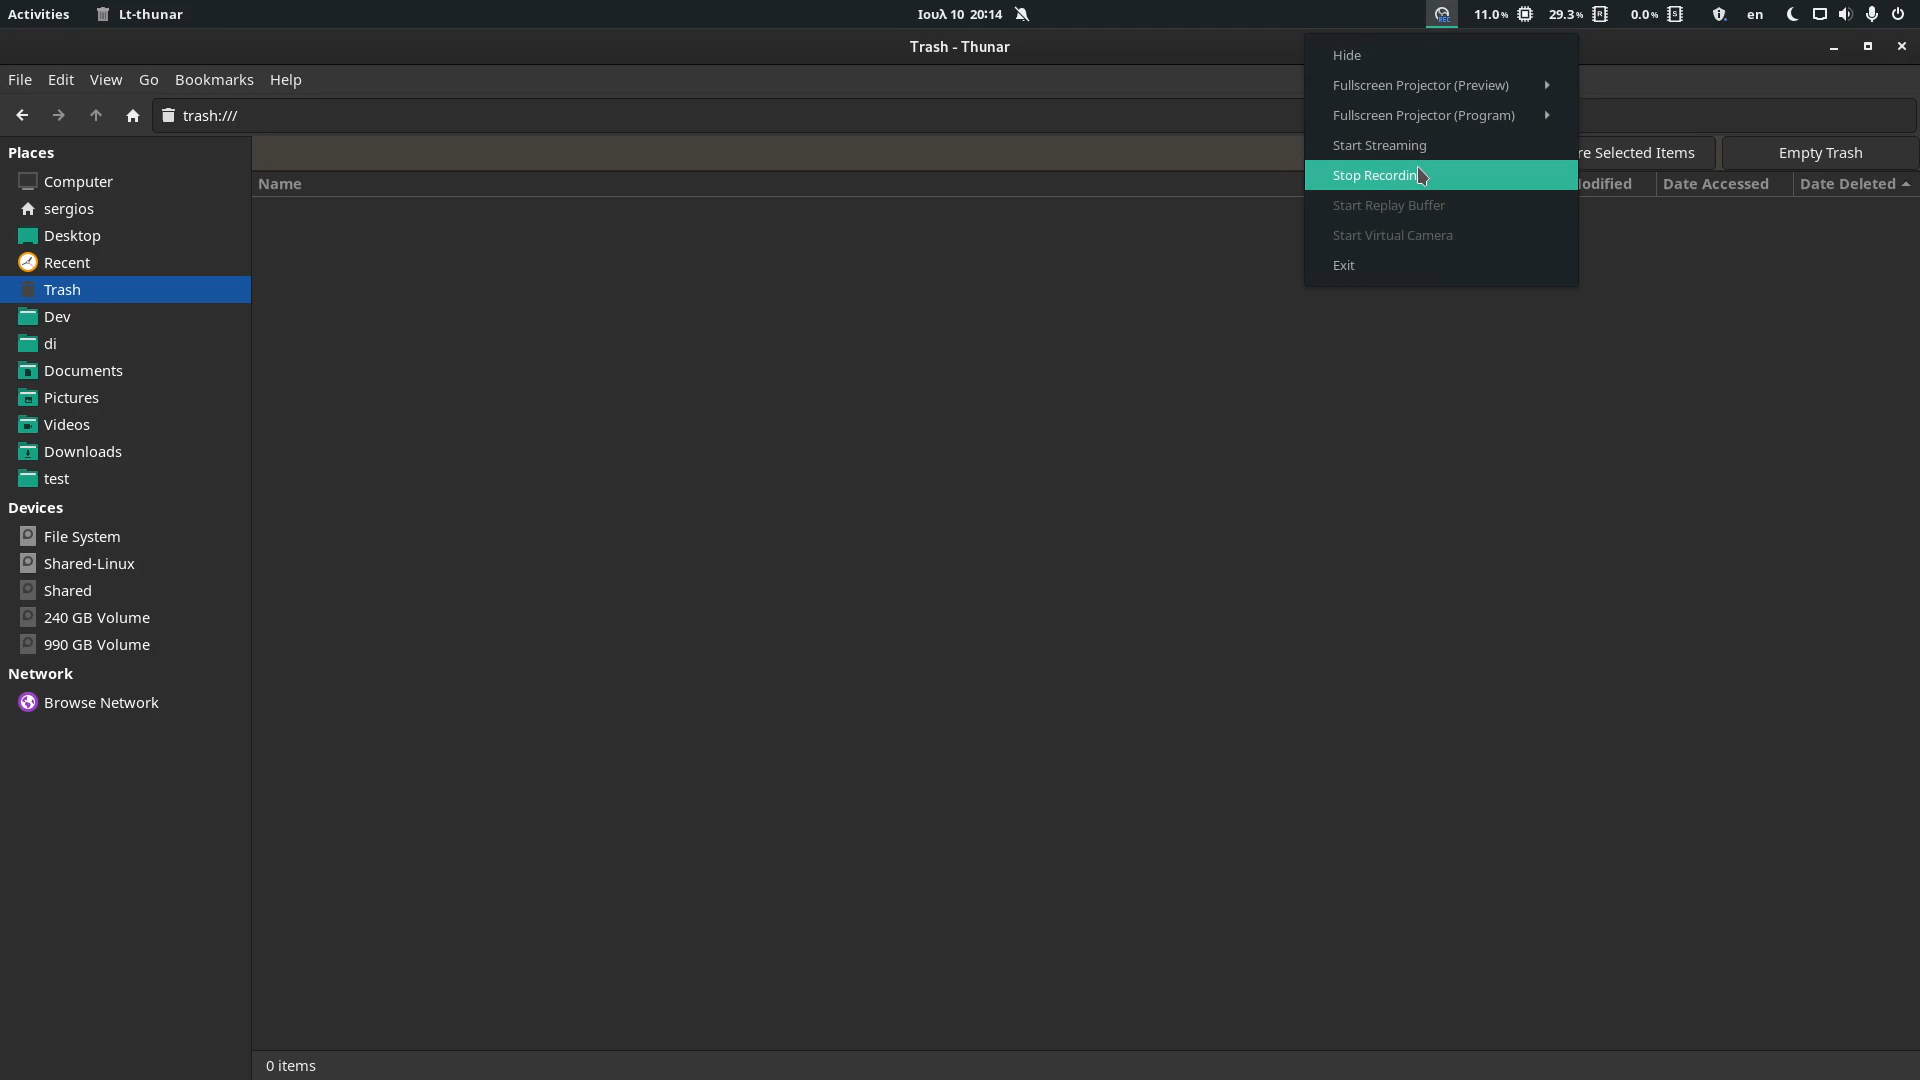 Activities Lt-thunar Ιουλ 10 20:14 REC 11.0% 29.3% R 0.0% S en
Trash - Thunar
File Edit View Go Bookmarks Help
trash:///
Places
Computer
sergios
Desktop
Recent
Trash
Dev
di
Documents
Pictures
Videos
Downloads
test
Devices
File System
Shared-Linux
Shared
240 GB Volume
990 GB Volume
Network
Browse Network
Hide
Fullscreen Projector (Preview)
Fullscreen Projector (Program)
Start Streaming
Stop Recordin
Start Replay Buffer
Start Virtual Camera
Exit
re Selected Items Empty Trash
Name odified Date Accessed Date Deleted
0 items